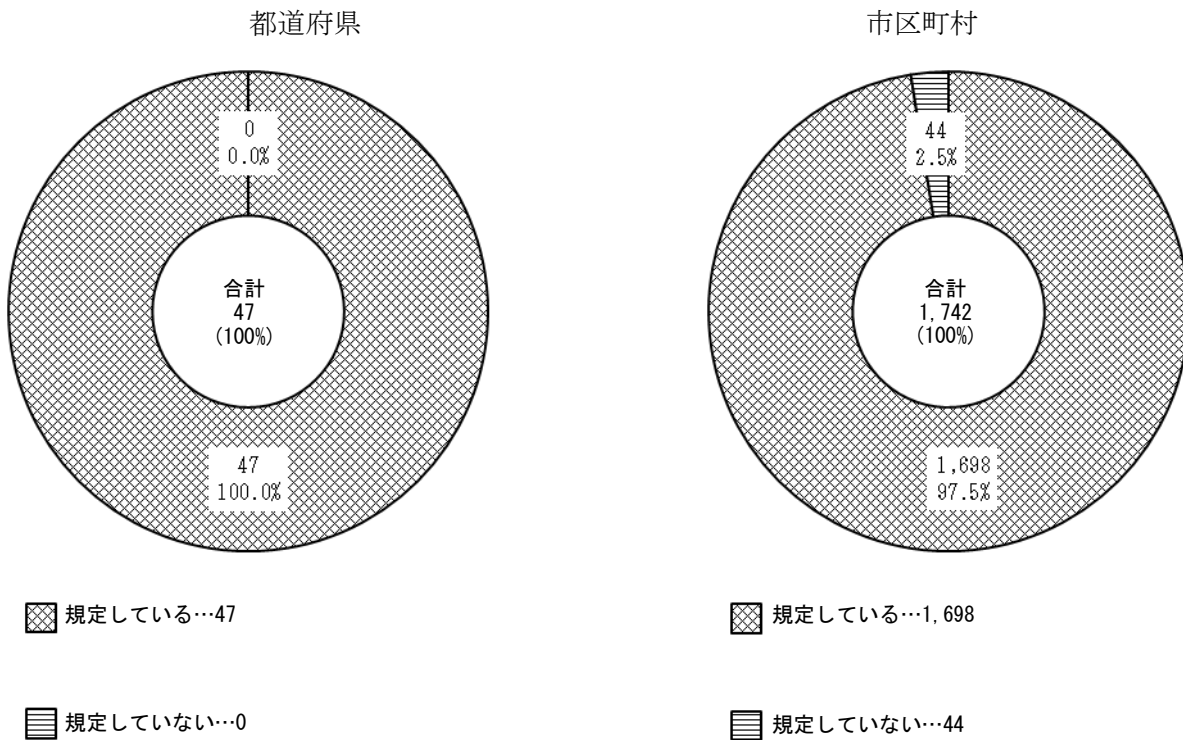 都道府県
0
0.0%
合計
47
(100%)
47
100.0%
規定している…47
規定していない…0
市区町村
44
2.5%
合計
1,742
(100%)
1,698
97.5%
規定している…1,698
規定していない…44